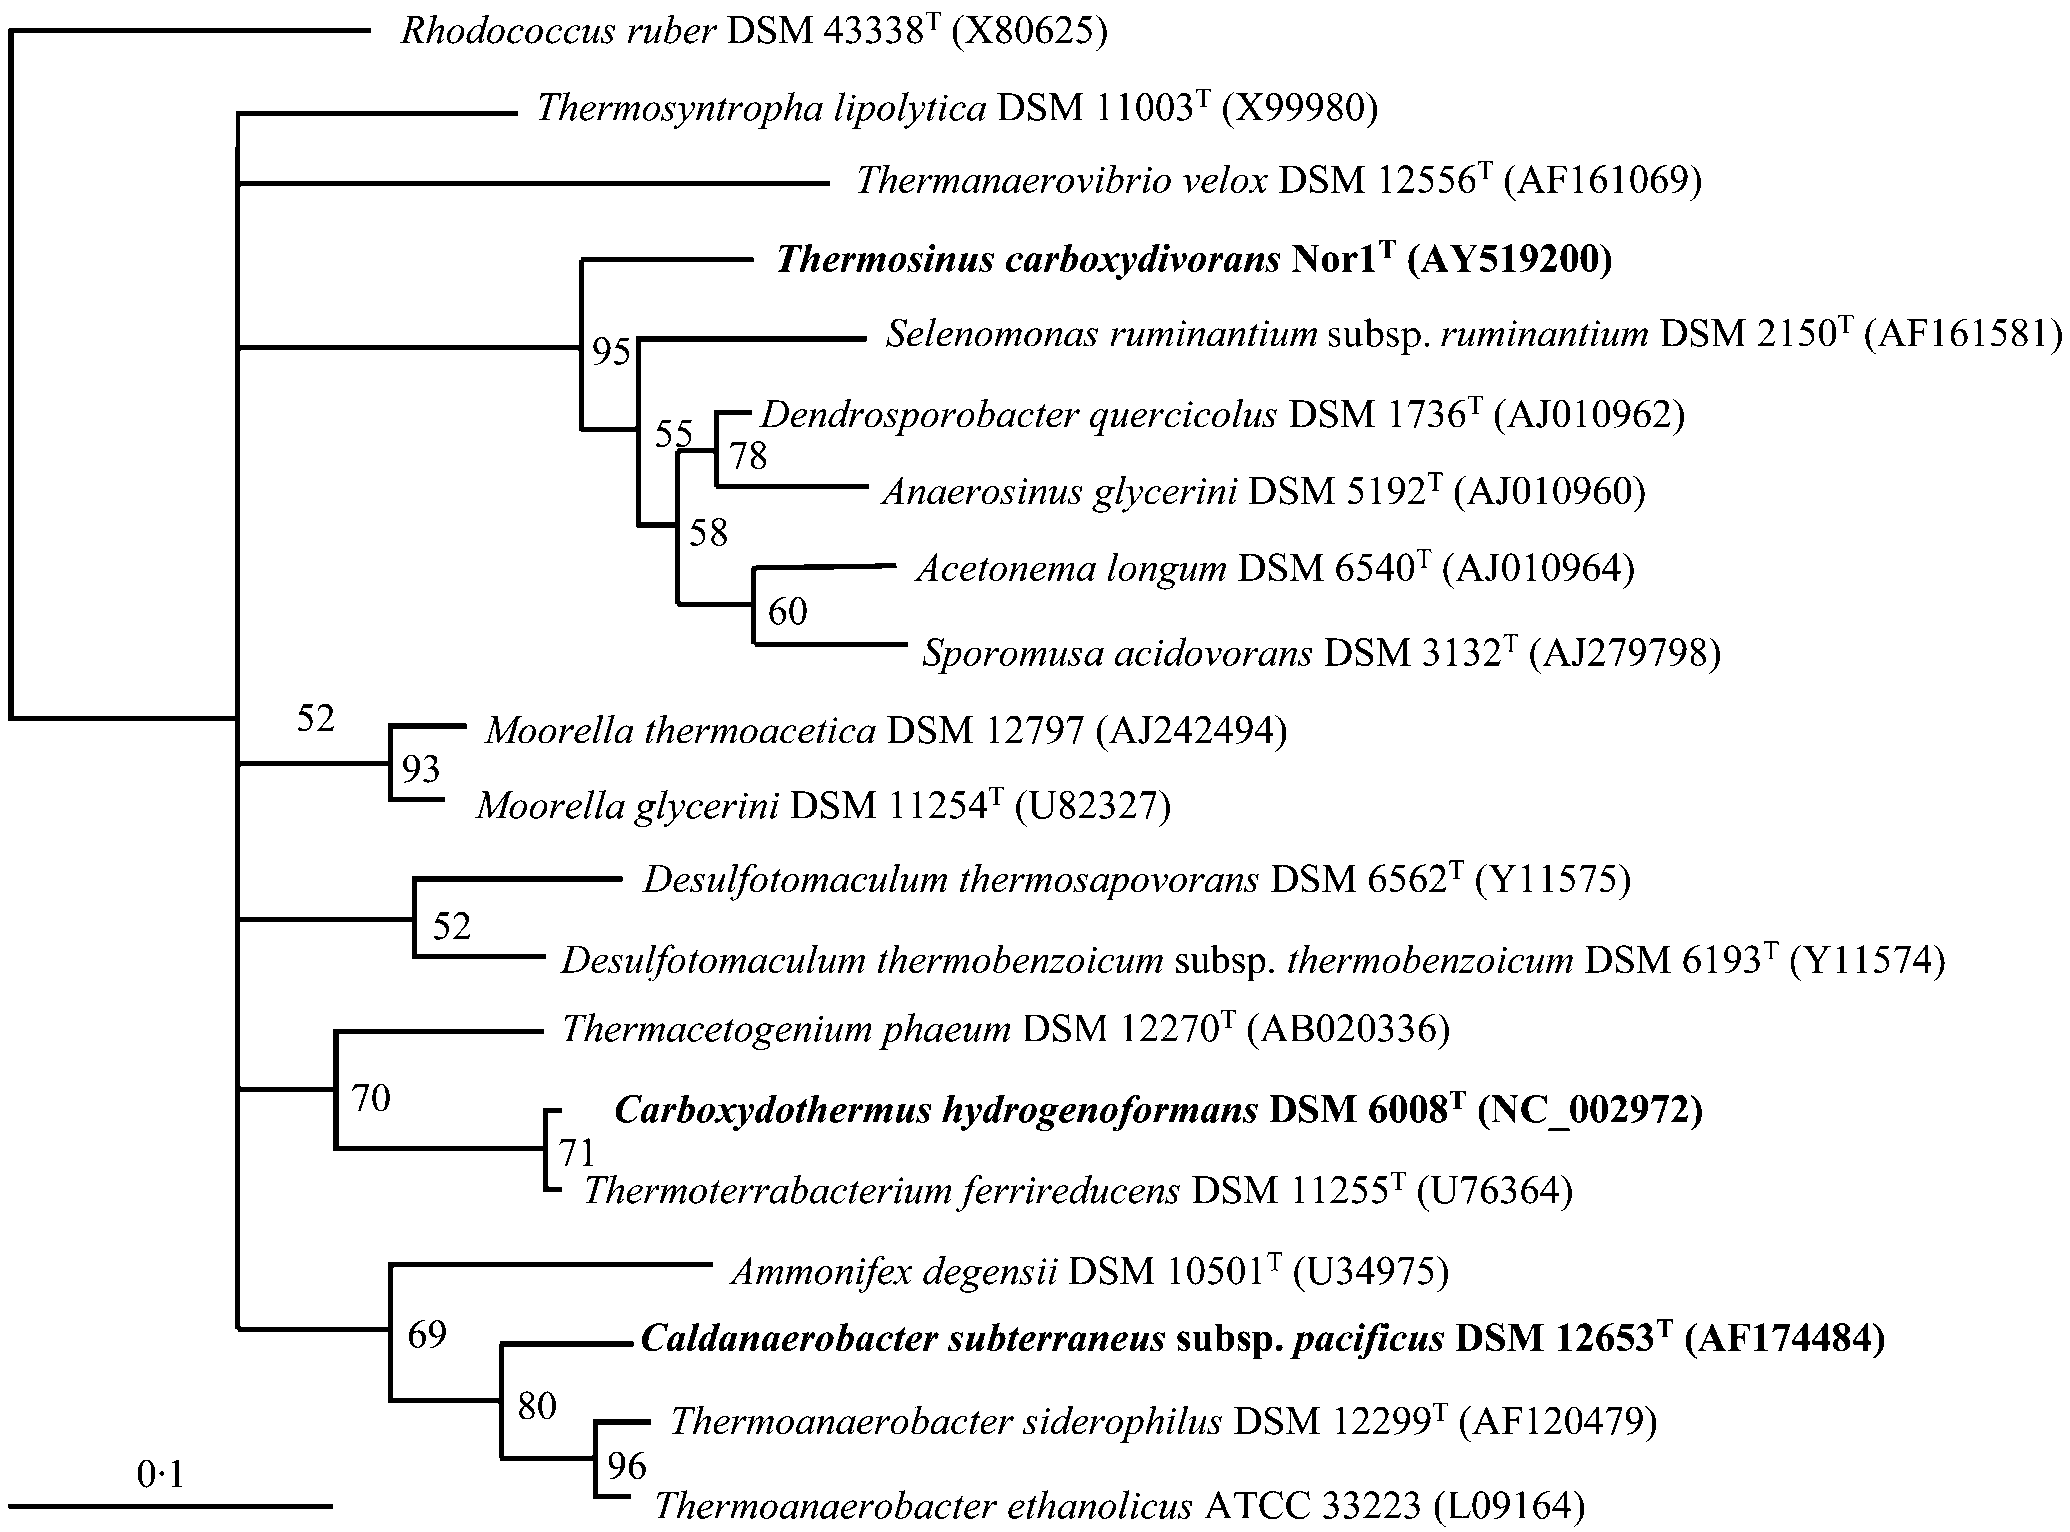 Rhodococcus ruber DSM 43338ᵀ (X80625)
Thermosyntropha lipolytica DSM 11003ᵀ (X99980)
Thermanaerovibrio velox DSM 12556ᵀ (AF161069)
Thermosinus carboxydivorans Nor1ᵀ (AY519200)
95
Selenomonas ruminantium subsp. ruminantium DSM 2150ᵀ (AF161581)
55
Dendrosporobacter quercicolus DSM 1736ᵀ (AJ010962)
78
Anaerosinus glycerini DSM 5192ᵀ (AJ010960)
58
Acetonema longum DSM 6540ᵀ (AJ010964)
60
Sporomusa acidovorans DSM 3132ᵀ (AJ279798)
52
Moorella thermoacetica DSM 12797 (AJ242494)
93
Moorella glycerini DSM 11254ᵀ (U82327)
Desulfotomaculum thermosapovorans DSM 6562ᵀ (Y11575)
52
Desulfotomaculum thermobenzoicum subsp. thermobenzoicum DSM 6193ᵀ (Y11574)
Thermacetogenium phaeum DSM 12270ᵀ (AB020336)
70
Carboxydothermus hydrogenoformans DSM 6008ᵀ (NC_002972)
71
Thermoterrabacterium ferrireducens DSM 11255ᵀ (U76364)
Ammonifex degensii DSM 10501ᵀ (U34975)
69
Caldanaerobacter subterraneus subsp. pacificus DSM 12653ᵀ (AF174484)
80
Thermoanaerobacter siderophilus DSM 12299ᵀ (AF120479)
96
Thermoanaerobacter ethanolicus ATCC 33223 (L09164)
0·1